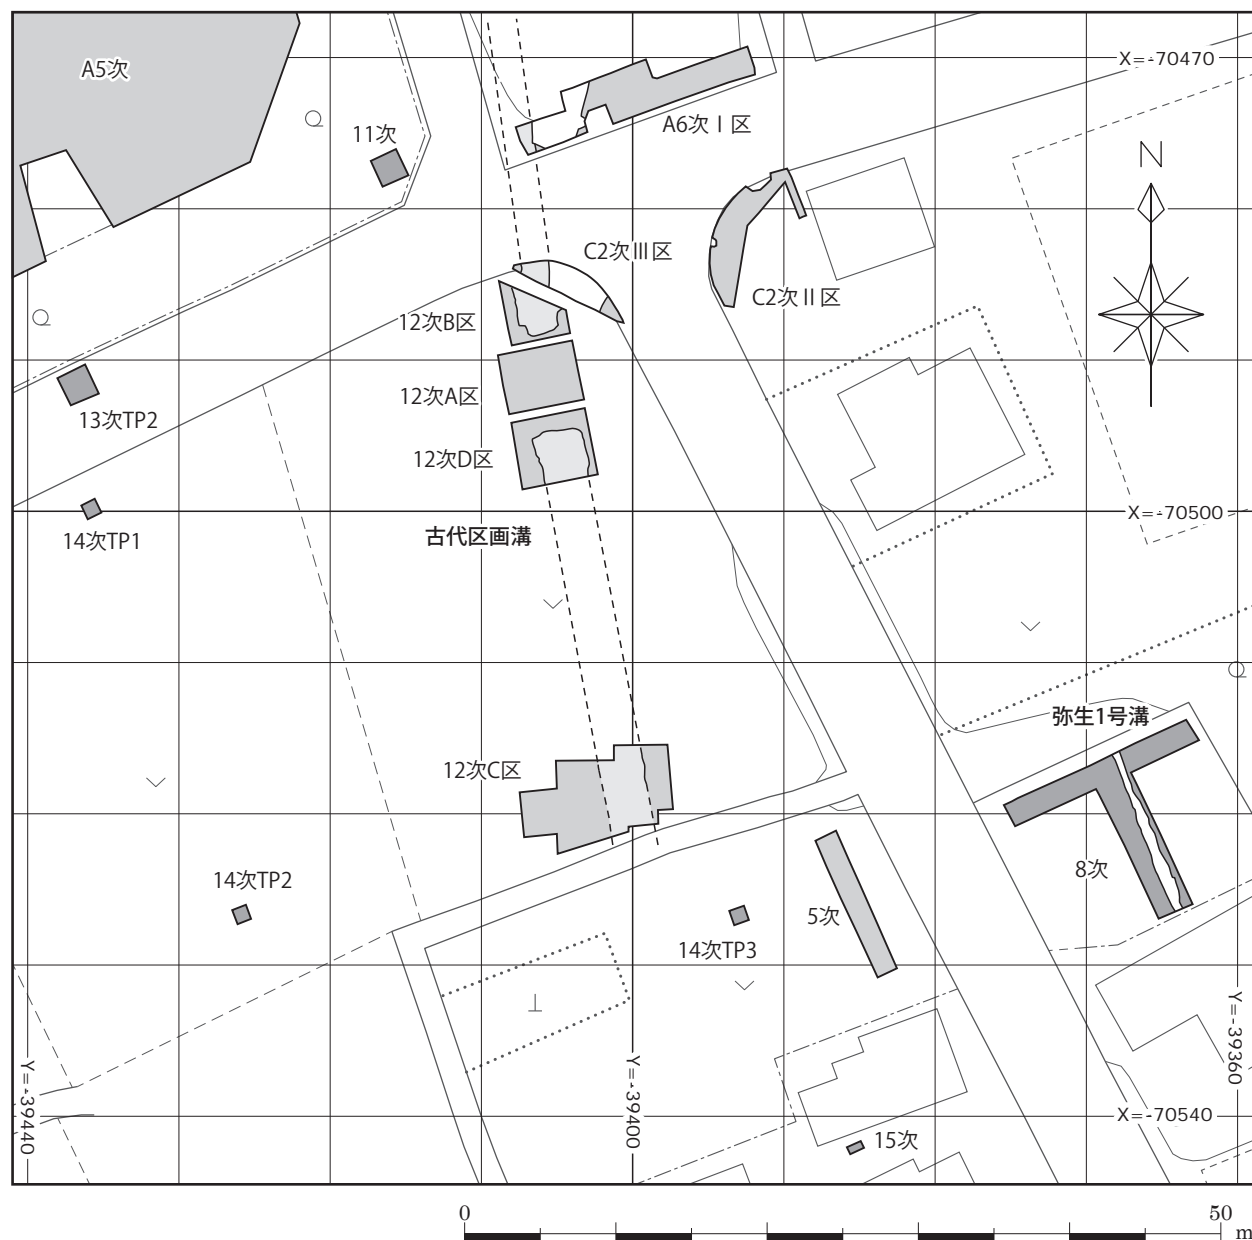 A5次
X=-70470
11次
A6次Ⅰ区
N
C2次Ⅲ区
C2次Ⅱ区
12次B区
12次A区
13次TP2
12次D区
14次TP1
古代区画溝
X=-70500
弥生1号溝
12次C区
8次
14次TP2
5次
14次TP3
Y=-39440
Y=-39400
Y=-39360
X=-70540
15次
0 50 m